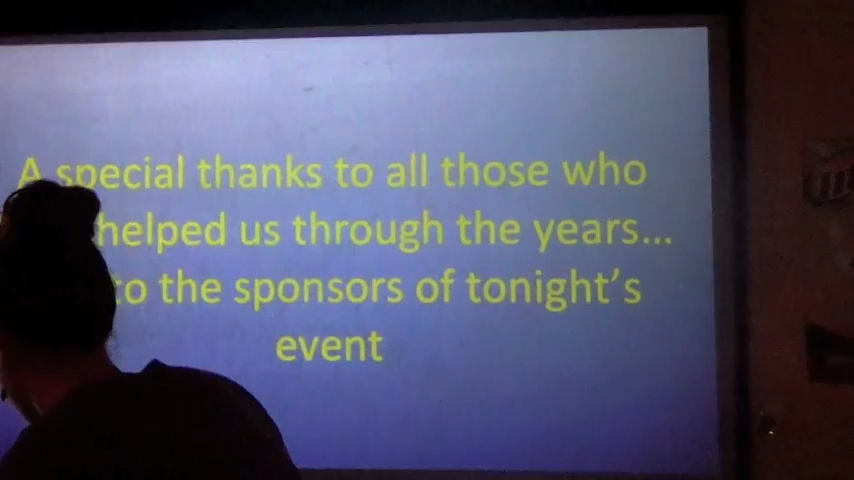 A special thanks to all those who
helped us through the years...
to the sponsors of tonight's
event